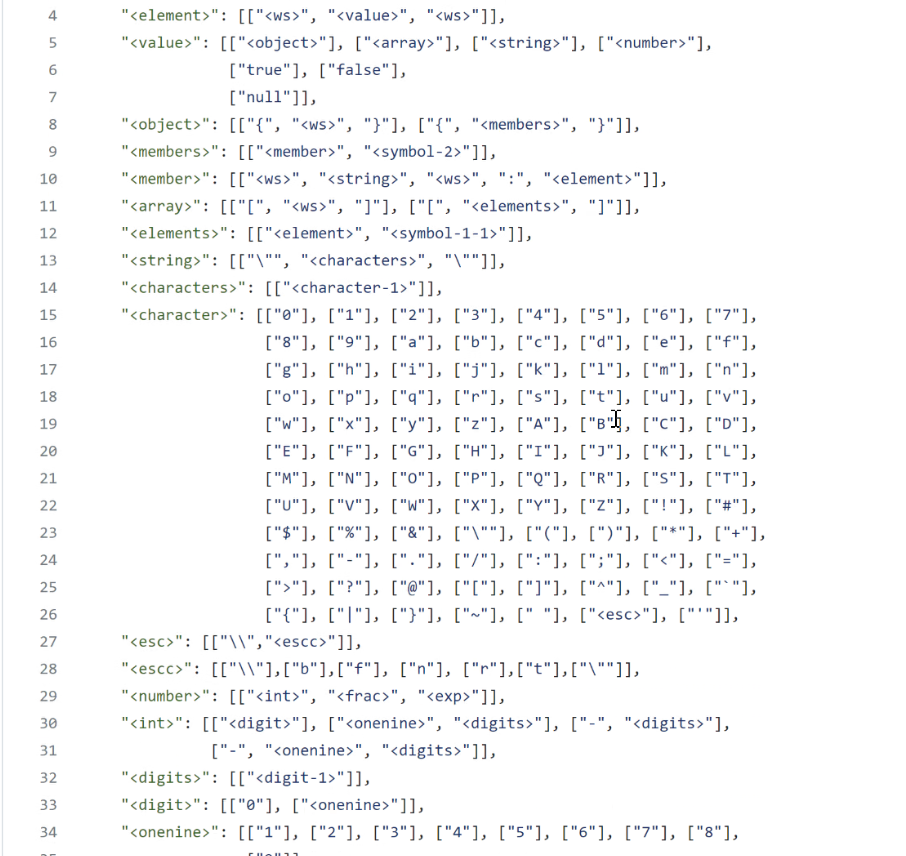 4 "<element>": [["<ws>", "<value>", "<ws>"]],
5 "<value>": [["<object>"], ["<array>"], ["<string>"], ["<number>"],
6 ["true"], ["false"],
7 ["null"]],
8 "<object>": [["{", "<ws>", "}"], ["{", "<members>", "}"]],
9 "<members>": [["<member>", "<symbol-2>"]],
10 "<member>": [["<ws>", "<string>", "<ws>", ":", "<element>"]],
11 "<array>": [["[", "<ws>", "]"], ["[", "<elements>", "]"]],
12 "<elements>": [["<element>", "<symbol-1-1>"]],
13 "<string>": [["\"", "<characters>", "\""]],
14 "<characters>": [["<character-1>"]],
15 "<character>": [["0"], ["1"], ["2"], ["3"], ["4"], ["5"], ["6"], ["7"],
16 ["8"], ["9"], ["a"], ["b"], ["c"], ["d"], ["e"], ["f"],
17 ["g"], ["h"], ["i"], ["j"], ["k"], ["l"], ["m"], ["n"],
18 ["o"], ["p"], ["q"], ["r"], ["s"], ["t"], ["u"], ["v"],
19 ["w"], ["x"], ["y"], ["z"], ["A"], ["B"], ["C"], ["D"],
20 ["E"], ["F"], ["G"], ["H"], ["I"], ["J"], ["K"], ["L"],
21 ["M"], ["N"], ["O"], ["P"], ["Q"], ["R"], ["S"], ["T"],
22 ["U"], ["V"], ["W"], ["X"], ["Y"], ["Z"], ["!"], ["#"],
23 ["$"], ["%"], ["&"], ["\""], ["("], [")"], ["*"], ["+"],
24 [","], ["-"], ["."], ["/"], [":"], [";"], ["<"], ["="],
25 [">"], ["?"], ["@"], ["["], ["]"], ["^"], ["_"], ["`"],
26 ["{"], ["|"], ["}"], ["~"], [" "], ["<esc>"], ["'"]],
27 "<esc>": [["\\","<escc>"]],
28 "<escc>": [["\\"],["b"],["f"], ["n"], ["r"],["t"],["\""]],
29 "<number>": [["<int>", "<frac>", "<exp>"]],
30 "<int>": [["<digit>"], ["<onenine>", "<digits>"], ["-", "<digits>"],
31 ["-", "<onenine>", "<digits>"]],
32 "<digits>": [["<digit-1>"]],
33 "<digit>": [["0"], ["<onenine>"]],
34 "<onenine>": [["1"], ["2"], ["3"], ["4"], ["5"], ["6"], ["7"], ["8"],